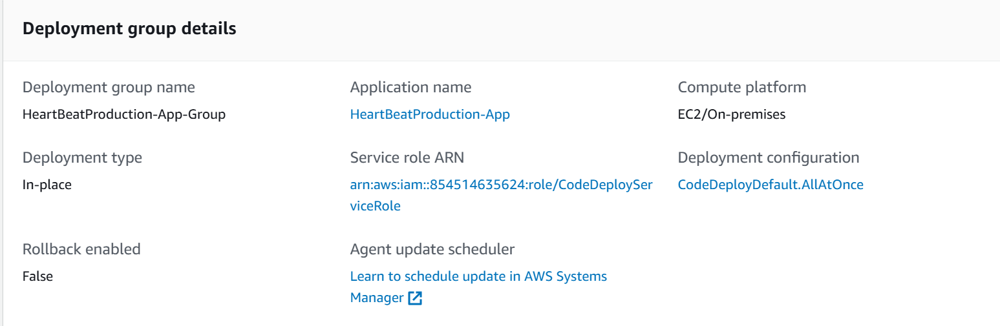 Deployment group details
Deployment group name
HeartBeatProduction-App-Group
Application name
HeartBeatProduction-App
Compute platform
EC2/On-premises
Deployment type
In-place
Service role ARN
arn:aws:iam::854514635624:role/CodeDeploySer
viceRole
Deployment configuration
CodeDeployDefault.AllAtOnce
Rollback enabled
False
Agent update scheduler
Learn to schedule update in AWS Systems
Manager